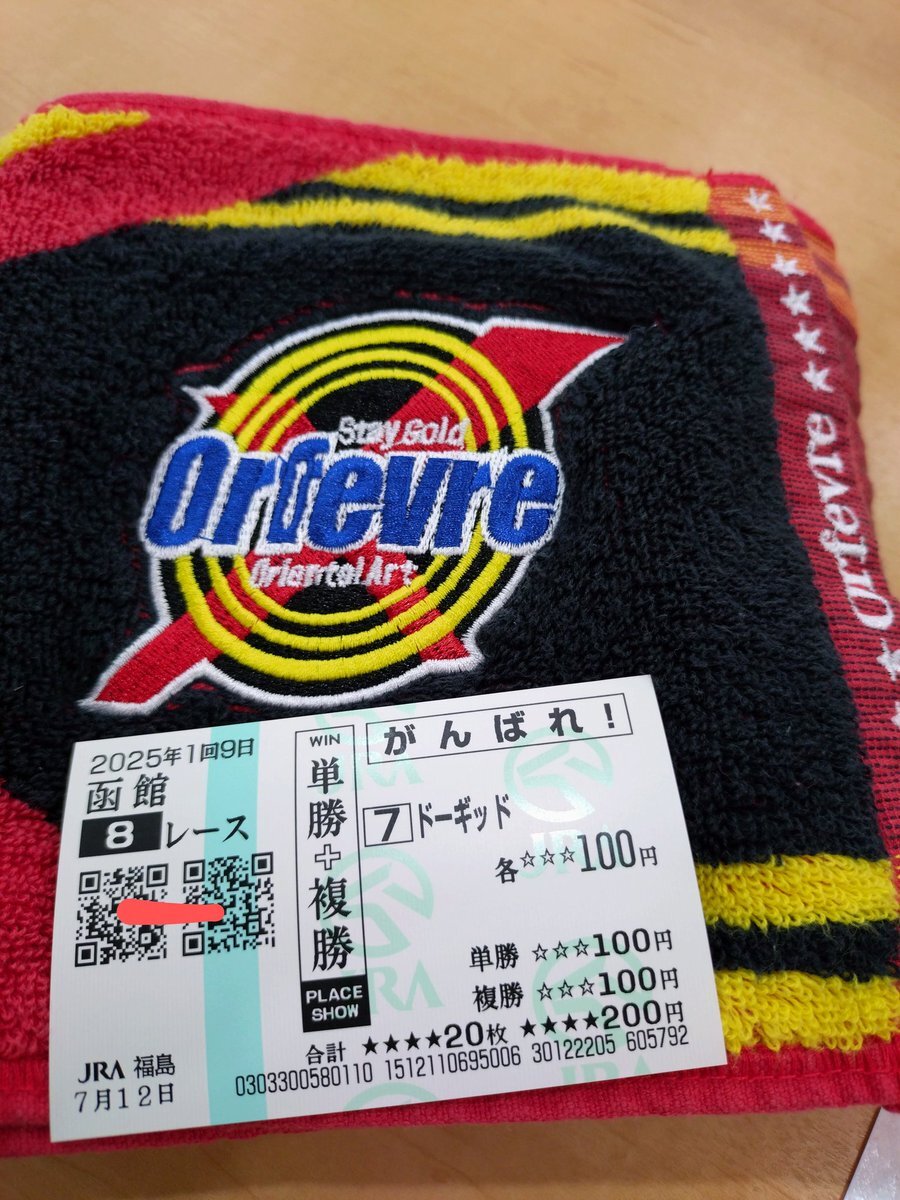 Stay Gold
Orfevre
Oriental Art
Orfevre
2025年1回9日
函館
8レース
WIN
単勝+複勝
PLACE
SHOW
がんばれ!
7 ドーギッド
各☆☆☆100円
単勝 ☆☆☆100円
複勝 ☆☆☆100円
合計 ★★★★20枚 ★★★★200円
JRA 福島
7月12日
0303300580110 1512110695006 30122205 605792
JRA
JRA
JRA